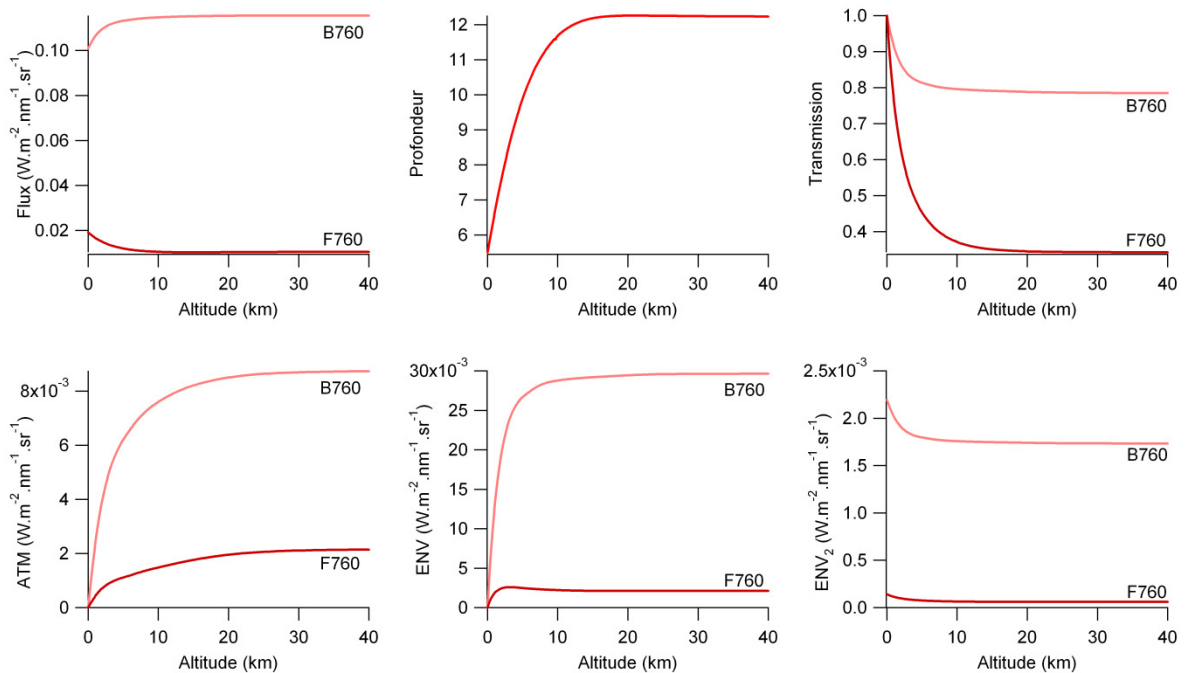 Flux (W.m⁻².nm⁻¹.sr⁻¹)
0.10
0.08
0.06
0.04
0.02
B760
F760
0 10 20 30 40
Altitude (km)
Profondeur
12
11
10
9
8
7
6
0 10 20 30 40
Altitude (km)
Transmission
1.0
0.9
0.8
0.7
0.6
0.5
0.4
B760
F760
0 10 20 30 40
Altitude (km)
ATM (W.m⁻².nm⁻¹.sr⁻¹)
8x10⁻³
6
4
2
0
B760
F760
0 10 20 30 40
Altitude (km)
ENV (W.m⁻².nm⁻¹.sr⁻¹)
30x10⁻³
25
20
15
10
5
0
B760
F760
0 10 20 30 40
Altitude (km)
ENV₂ (W.m⁻².nm⁻¹.sr⁻¹)
2.5x10⁻³
2.0
1.5
1.0
0.5
0.0
B760
F760
0 10 20 30 40
Altitude (km)